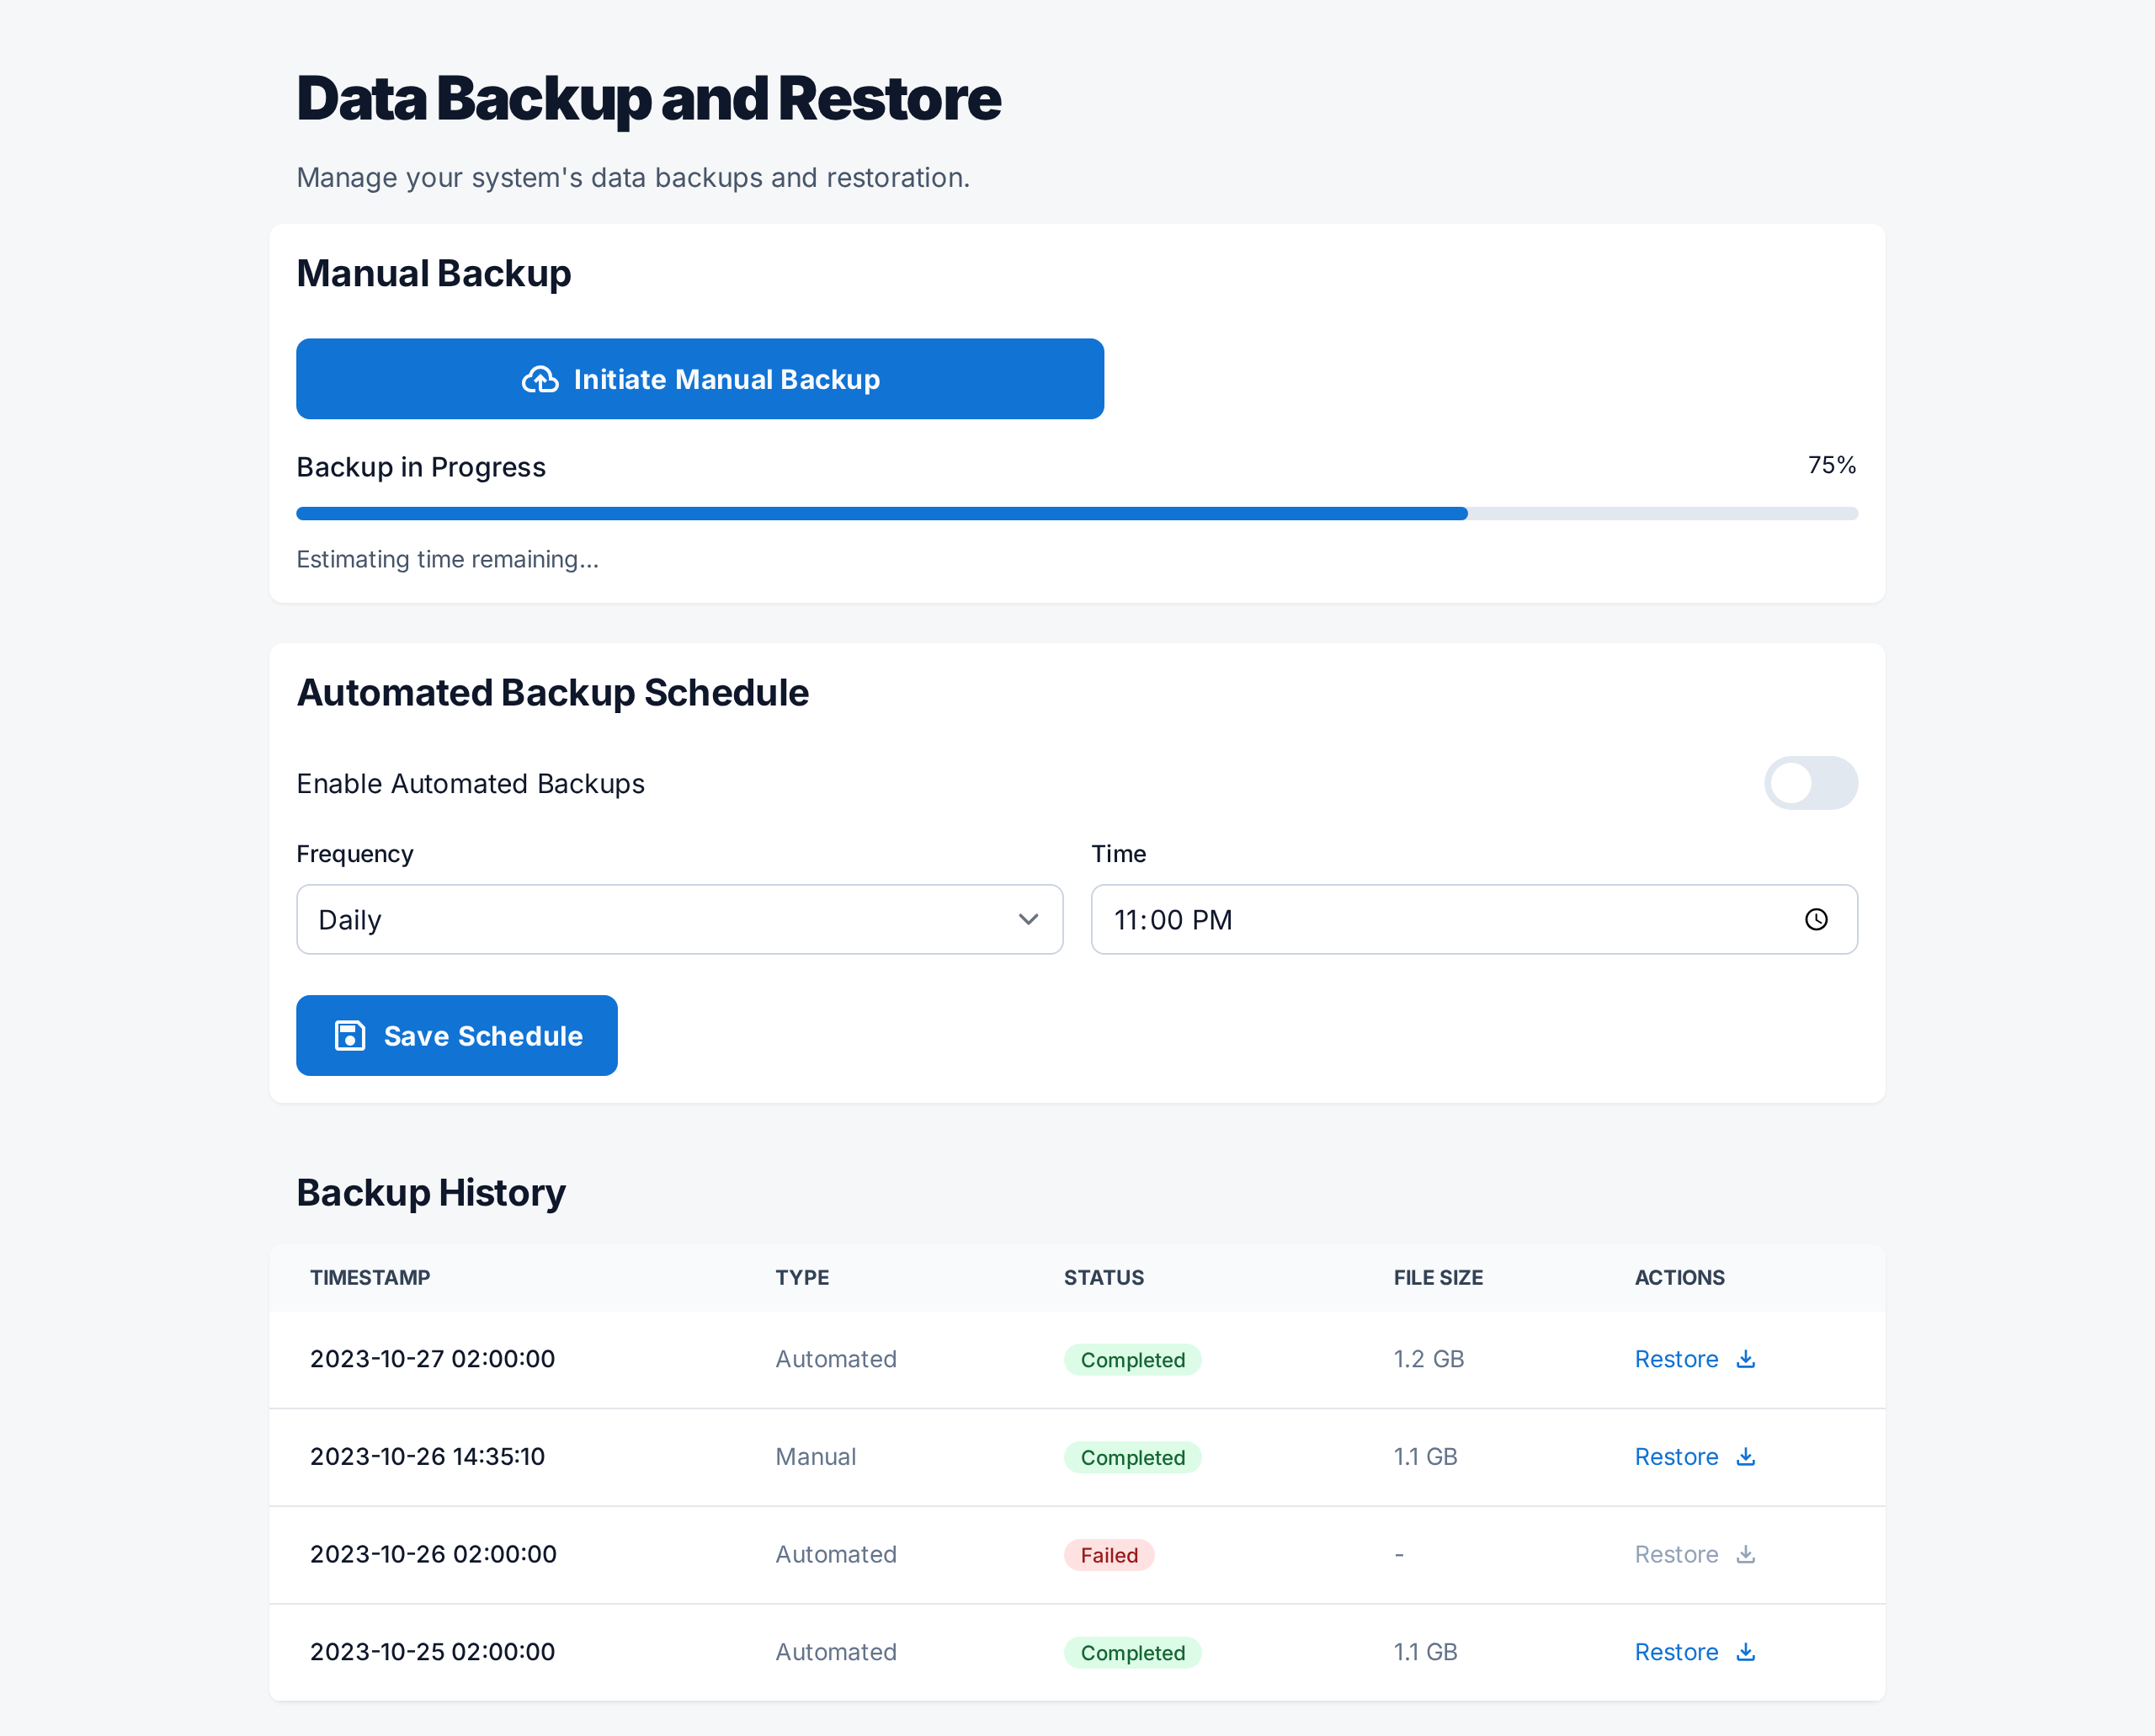 Data Backup and Restore
Manage your system's data backups and restoration.
Manual Backup
Initiate Manual Backup
Backup in Progress 75%
Estimating time remaining...
Automated Backup Schedule
Enable Automated Backups
Frequency Time
Daily 11:00 PM
Save Schedule
Backup History
TIMESTAMP TYPE STATUS FILE SIZE ACTIONS
2023-10-27 02:00:00 Automated Completed 1.2 GB Restore
2023-10-26 14:35:10 Manual Completed 1.1 GB Restore
2023-10-26 02:00:00 Automated Failed - Restore
2023-10-25 02:00:00 Automated Completed 1.1 GB Restore